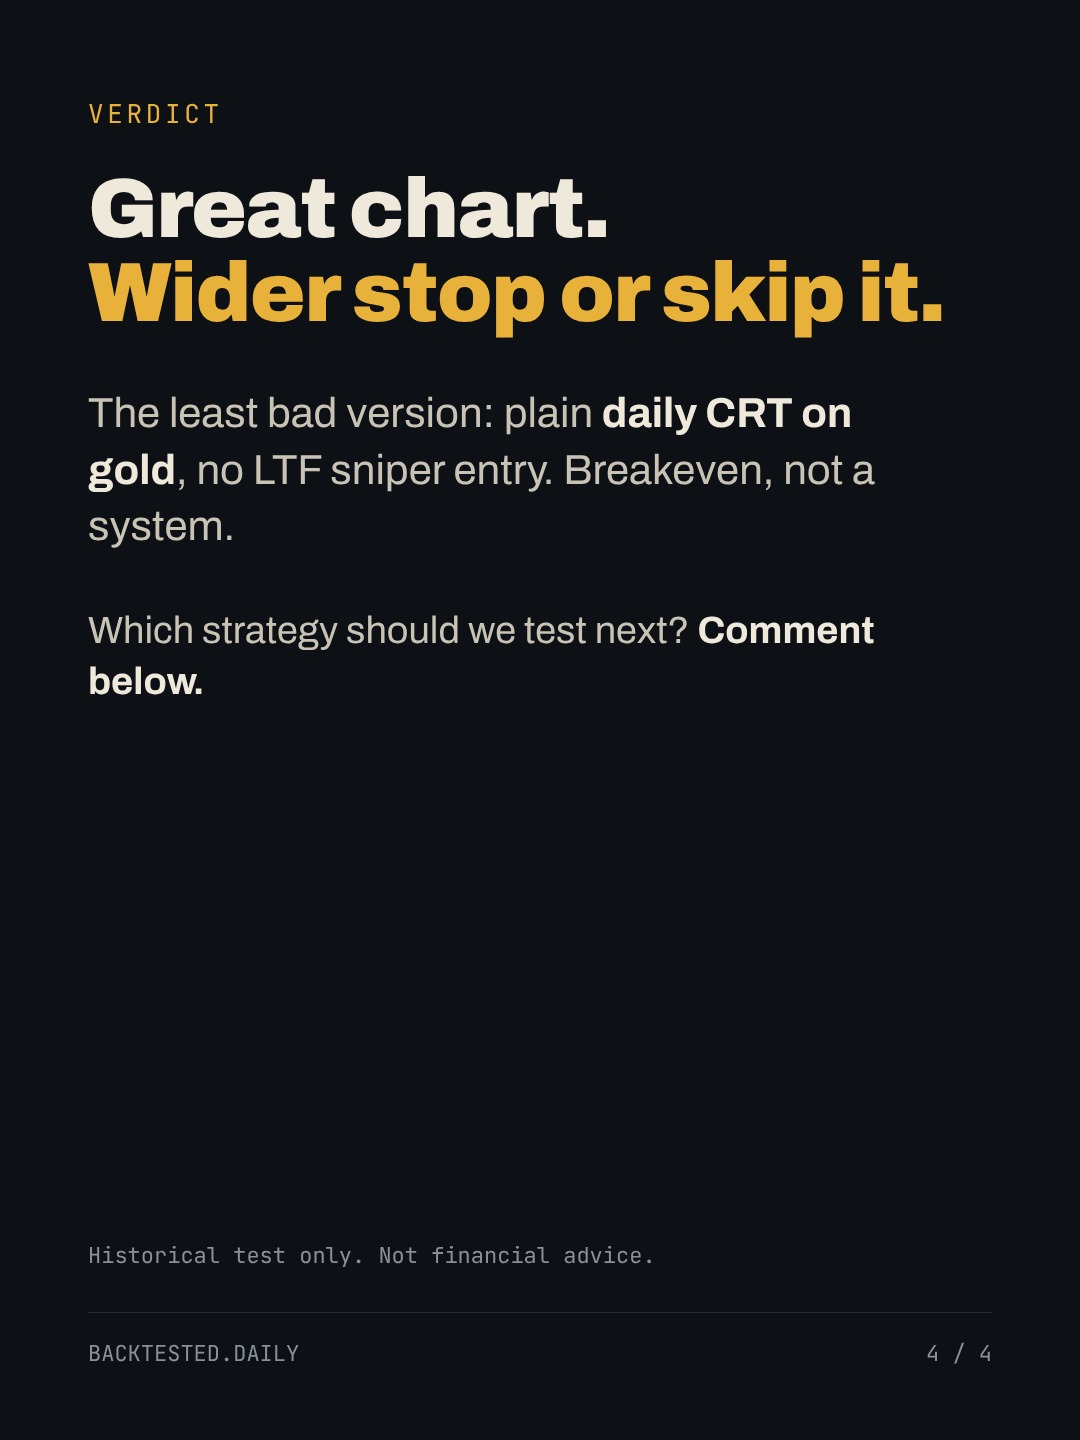 VERDICT
Great chart.
Wider stop or skip it.
The least bad version: plain daily CRT on
gold, no LTF sniper entry. Breakeven, not a
system.
Which strategy should we test next? Comment
below.
Historical test only. Not financial advice.
BACKTESTED.DAILY
4 / 4